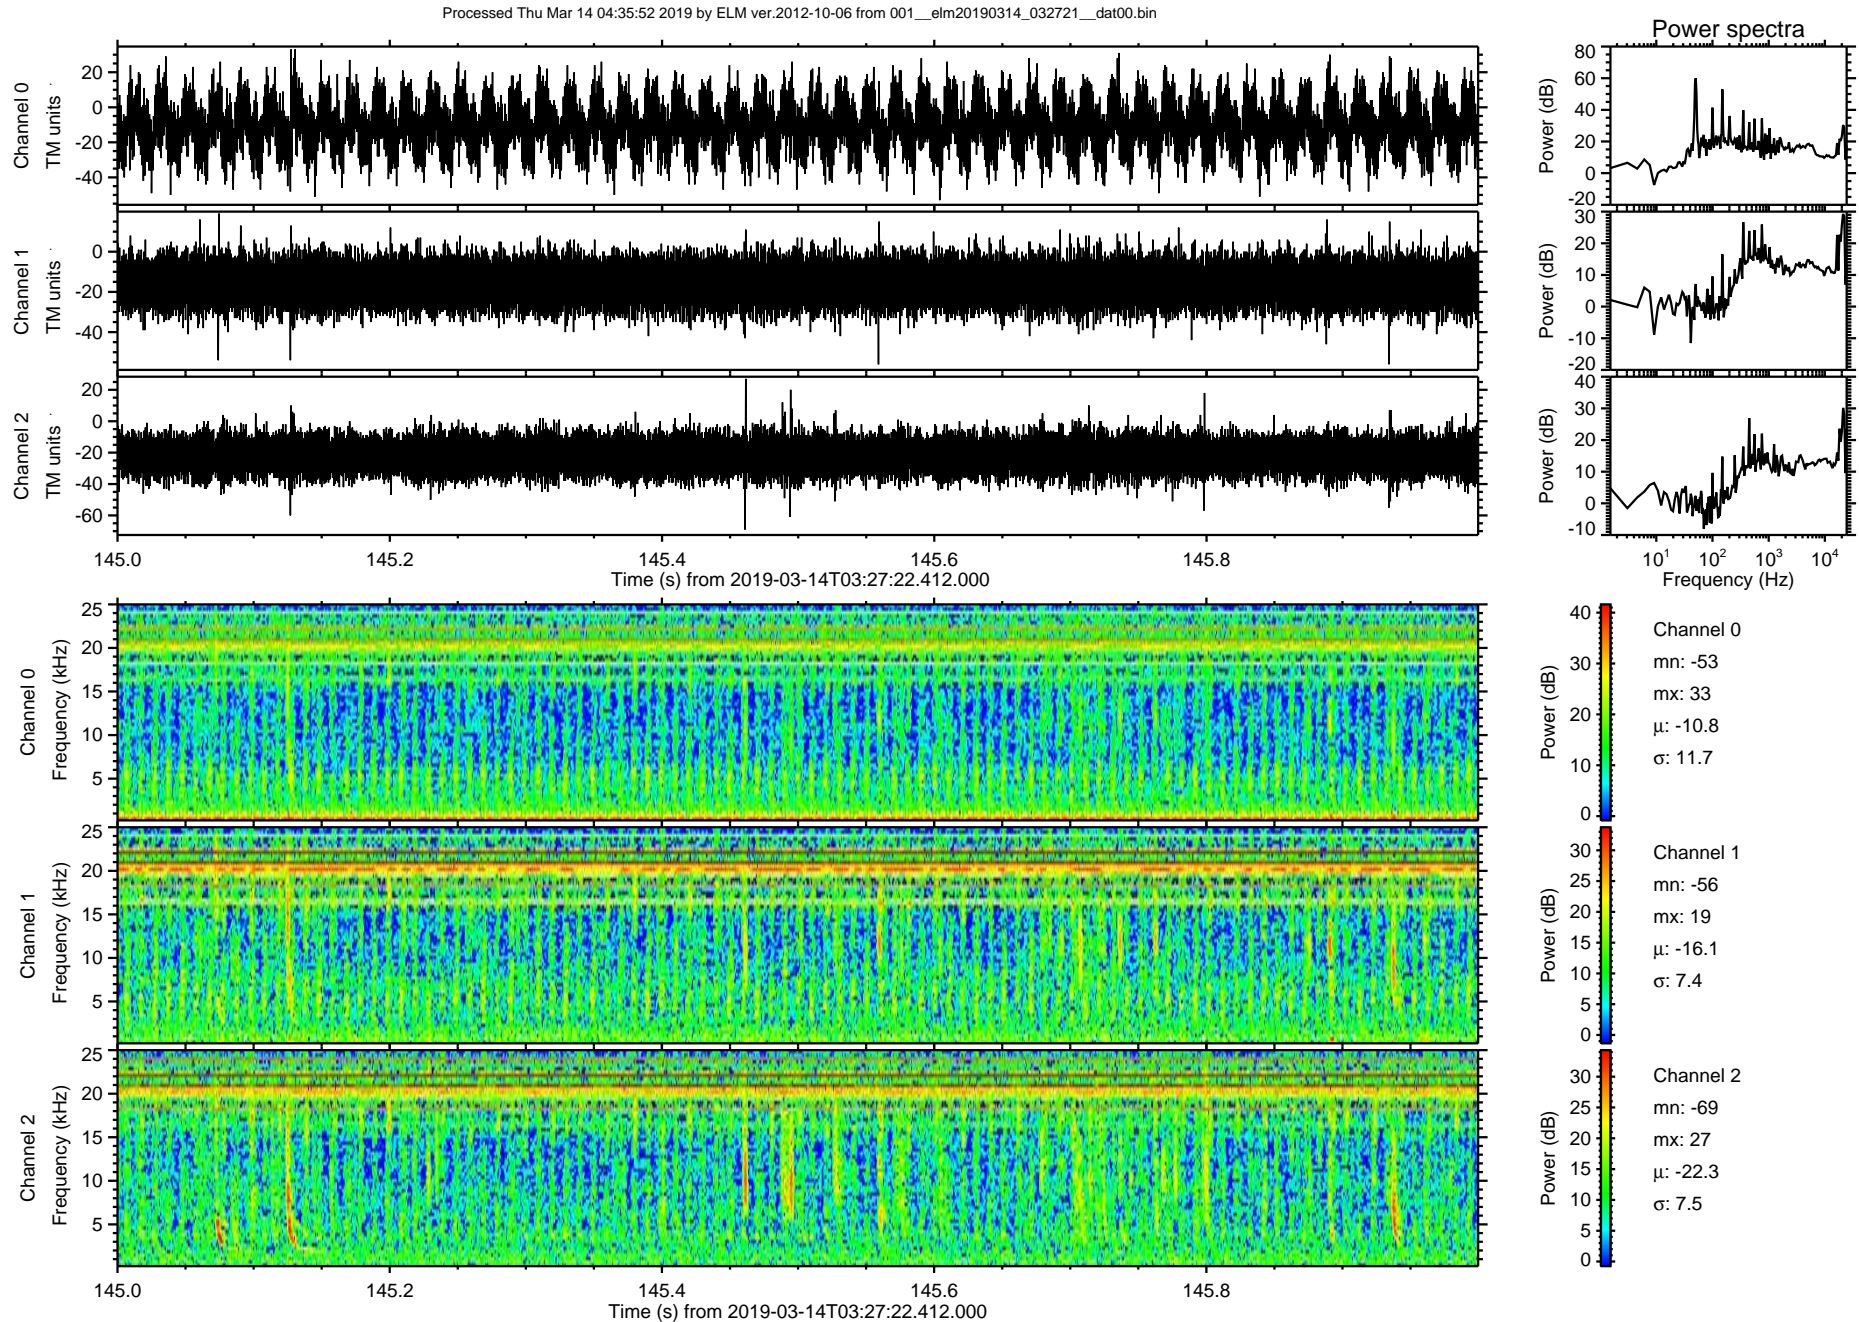 Processed Thu Mar 14 04:35:52 2019 by ELM ver.2012-10-06 from 001__elm20190314_032721__dat00.bin
Power spectra
Channel 0
TM units
20
0
-20
-40
Power (dB)
80
60
40
20
0
-20
Channel 1
TM units
0
-20
-40
Power (dB)
30
20
10
0
-10
-20
Channel 2
TM units
20
0
-20
-40
-60
Power (dB)
40
30
20
10
0
-10
145.0 145.2 145.4 145.6 145.8
Time (s) from 2019-03-14T03:27:22.412.000
10^1 10^2 10^3 10^4
Frequency (Hz)
Channel 0
Frequency (kHz)
25
20
15
10
5
Power (dB)
40
30
20
10
0
Channel 0
mn: -53
mx: 33
μ: -10.8
σ: 11.7
Channel 1
Frequency (kHz)
25
20
15
10
5
Power (dB)
30
25
20
15
10
5
0
Channel 1
mn: -56
mx: 19
μ: -16.1
σ: 7.4
Channel 2
Frequency (kHz)
25
20
15
10
5
Power (dB)
30
25
20
15
10
5
0
Channel 2
mn: -69
mx: 27
μ: -22.3
σ: 7.5
145.0 145.2 145.4 145.6 145.8
Time (s) from 2019-03-14T03:27:22.412.000